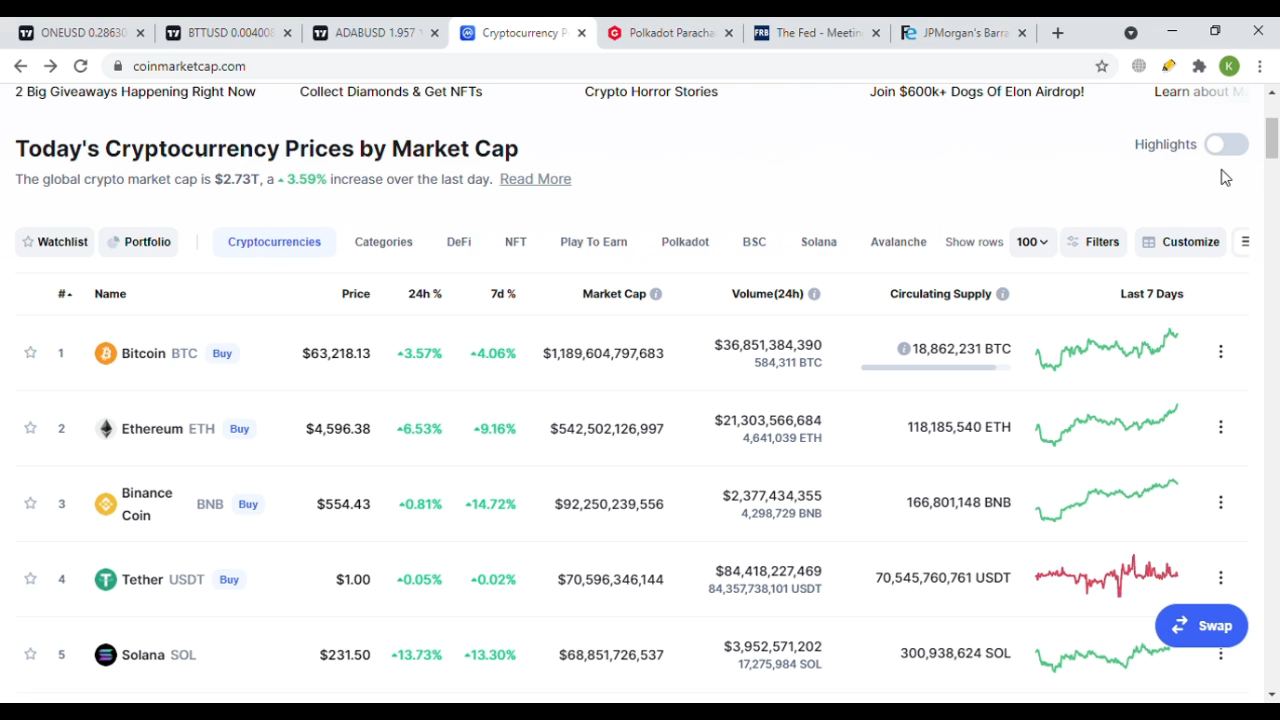 ONEUSD 0.28630
BTTUSD 0.004008
ADABUSD 1.957
Cryptocurrency P
Polkadot Paracha
FRB
The Fed - Meetin
JPMorgan's Barra
coinmarketcap.com
K
2 Big Giveaways Happening Right Now
Collect Diamonds & Get NFTs
Crypto Horror Stories
Join $600k+ Dogs Of Elon Airdrop!
Learn about
Today's Cryptocurrency Prices by Market Cap
Highlights
The global crypto market cap is $2.73T, a 3.59% increase over the last day. Read More
Watchlist
Portfolio
Cryptocurrencies
Categories
DeFi
NFT
Play To Earn
Polkadot
BSC
Solana
Avalanche
Show rows
100
Filters
Customize
# Name Price 24h % 7d % Market Cap Volume(24h) Circulating Supply Last 7 Days
1 Bitcoin BTC Buy $63,218.13 3.57% 4.06% $1,189,604,797,683 $36,851,384,390 18,862,231 BTC
584,311 BTC
2 Ethereum ETH Buy $4,596.38 6.53% 9.16% $542,502,126,997 $21,303,566,684 118,185,540 ETH
4,641,039 ETH
3 Binance Coin BNB Buy $554.43 0.81% 14.72% $92,250,239,556 $2,377,434,355 166,801,148 BNB
4,298,729 BNB
4 Tether USDT Buy $1.00 0.05% 0.02% $70,596,346,144 $84,418,227,469 70,545,760,761 USDT
84,357,738,101 USDT
Swap
5 Solana SOL $231.50 13.73% 13.30% $68,851,726,537 $3,952,571,202 300,938,624 SOL
17,275,984 SOL